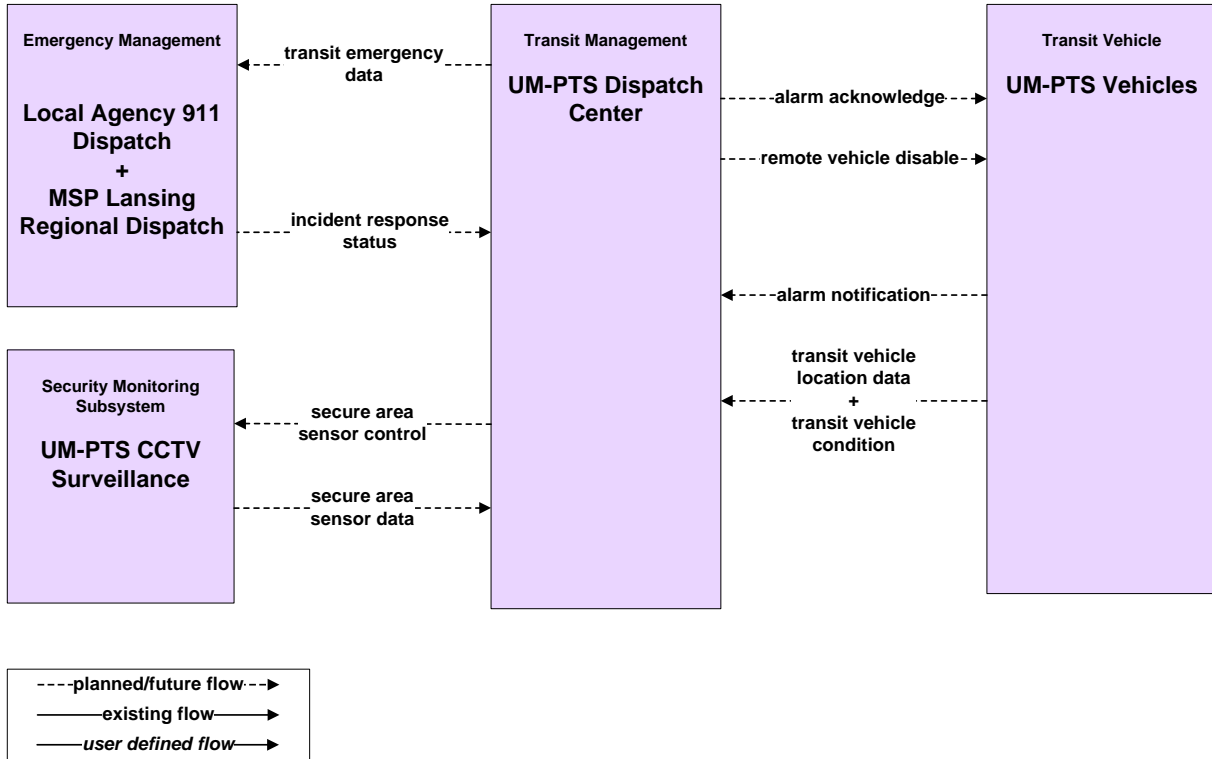 Emergency Management
Local Agency 911
Dispatch
+
MSP Lansing
Regional Dispatch
transit emergency
data
incident response
status
Security Monitoring
Subsystem
UM-PTS CCTV
Surveillance
secure area
sensor control
secure area
sensor data
Transit Management
UM-PTS Dispatch
Center
alarm acknowledge
remote vehicle disable
alarm notification
transit vehicle
location data
+
transit vehicle
condition
Transit Vehicle
UM-PTS Vehicles
planned/future flow
existing flow
user defined flow